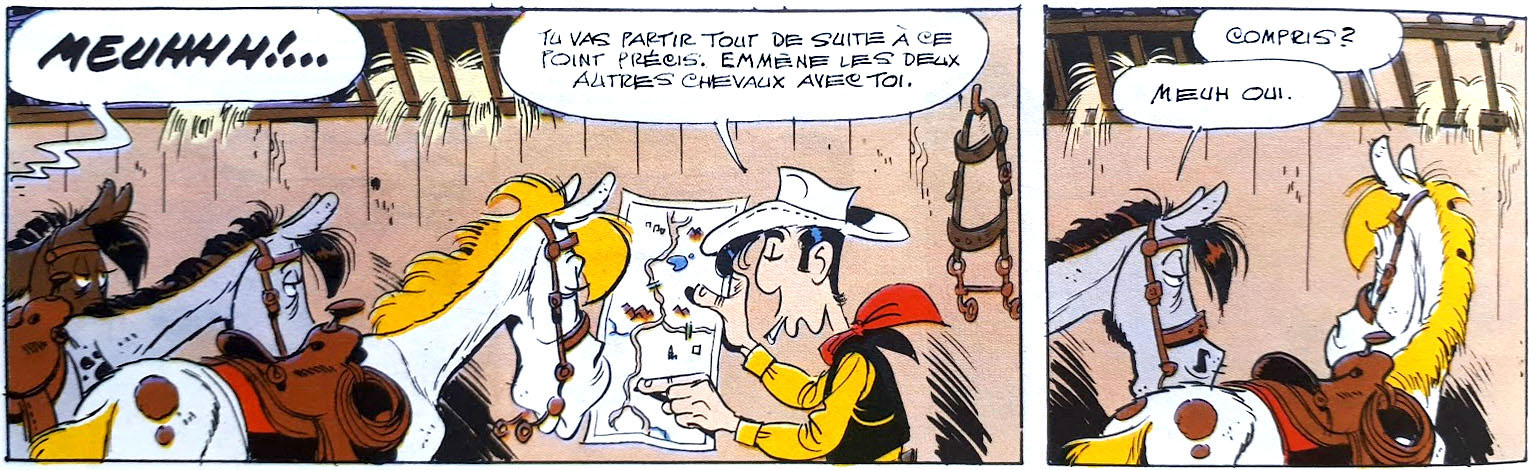 MEUHHH!...
TU VAS PARTIR TOUT DE SUITE À CE
POINT PRÉCIS. EMMÈNE LES DEUX
AUTRES CHEVAUX AVEC TOI.
COMPRIS?
MEUH OUI.